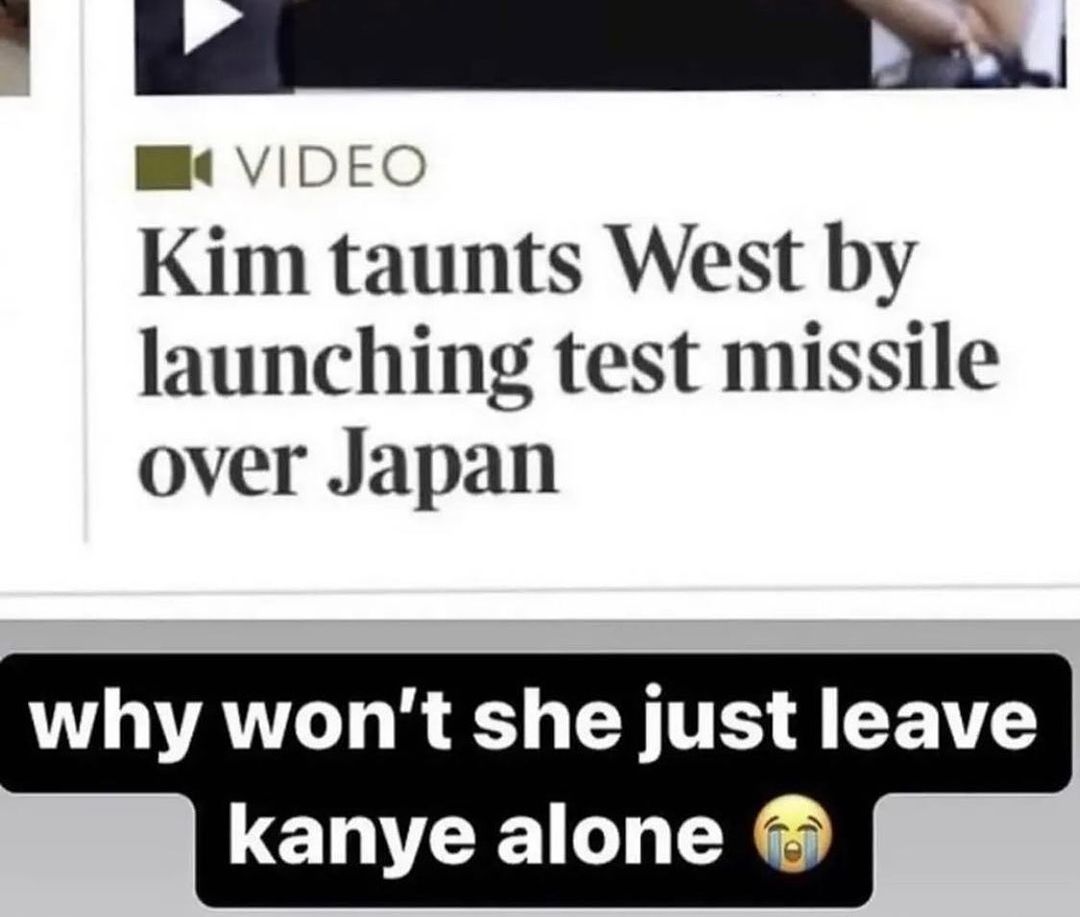 VIDEO
Kim taunts West by
launching test missile
over Japan
why won't she just leave
kanye alone 😭